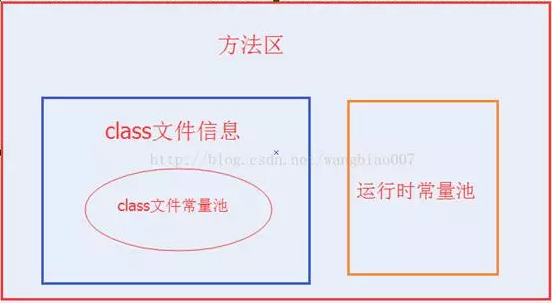 方法区
class文件信息
http://blog.csdn.net/wangbiao007
class文件常量池
运行时常量池